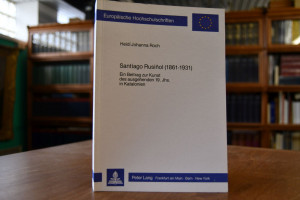 Europäische Hochschulschriften
Heidi Johanna Roch
Santiago Rusiñol (1861-1931)
Ein Beitrag zur Kunst
des ausgehenden 19. Jhs.
in Katalonien
Peter Lang Frankfurt am Main · Bern · New York